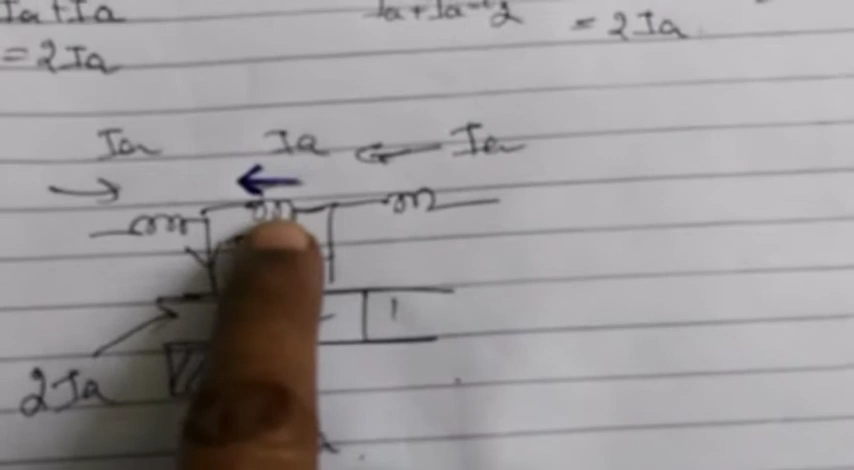 Ia + Ia
Ia + Ia
= 2Ia
= 2Ia
Ia Ia ← Ia
1
2Ia